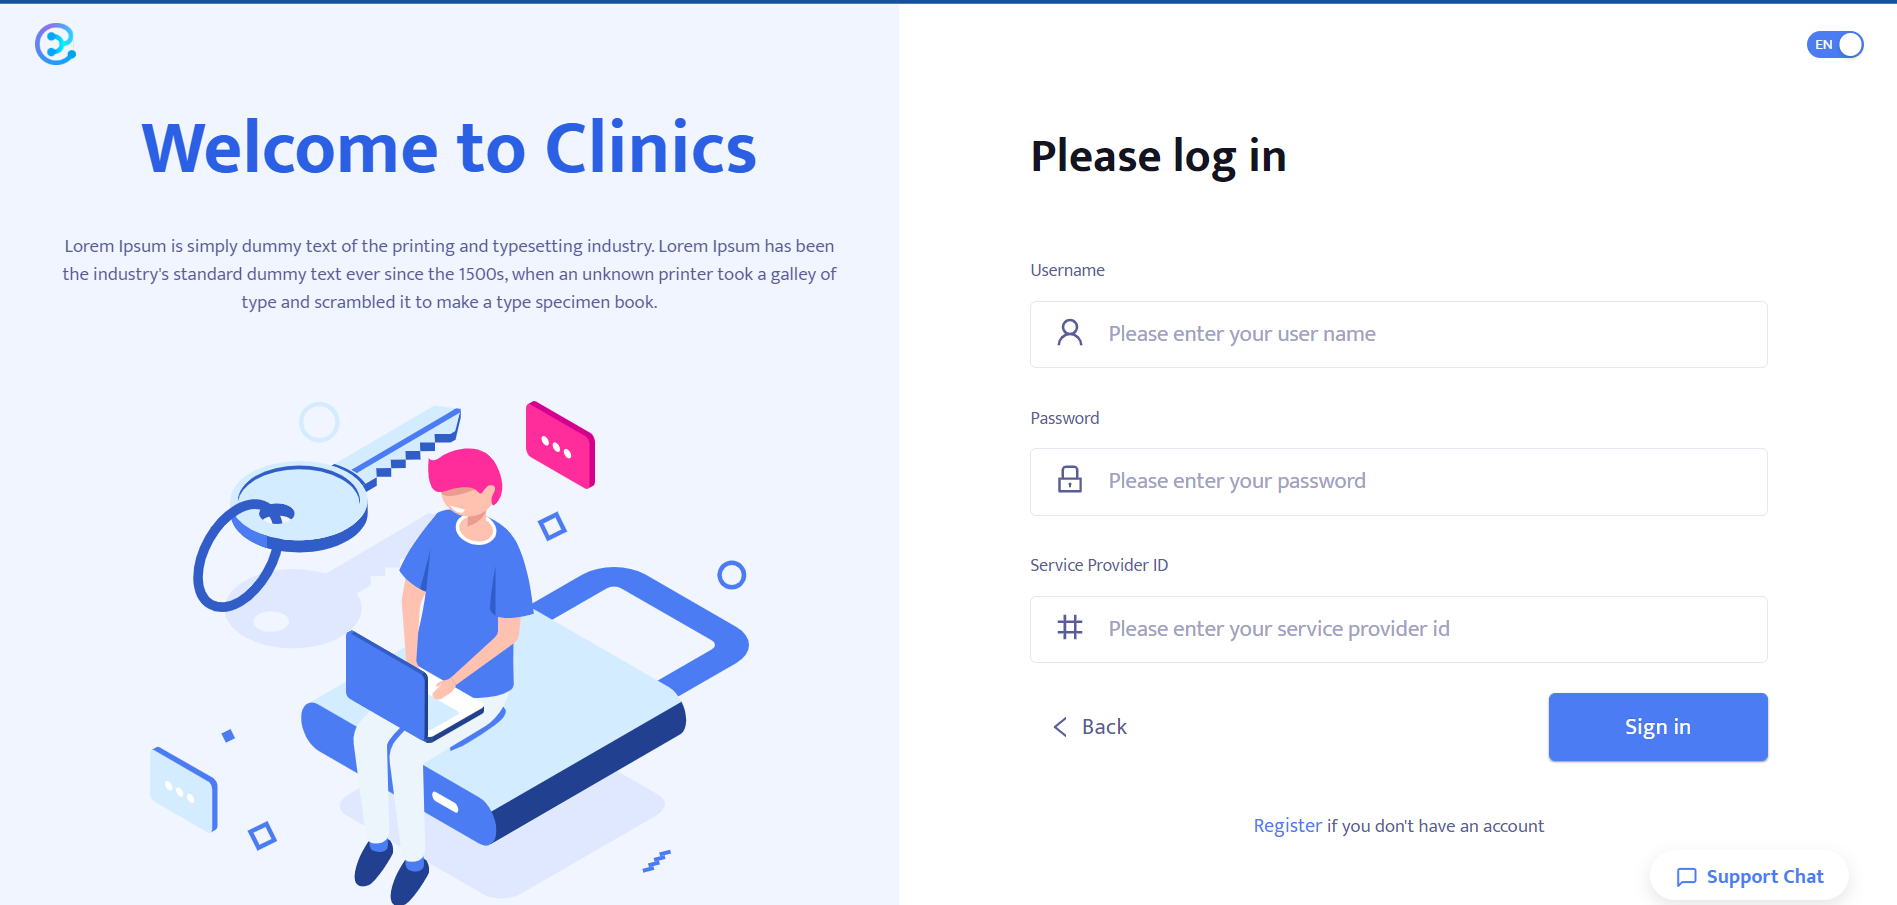 EN
Welcome to Clinics
Lorem Ipsum is simply dummy text of the printing and typesetting industry. Lorem Ipsum has been
the industry's standard dummy text ever since the 1500s, when an unknown printer took a galley of
type and scrambled it to make a type specimen book.
Please log in
Username
Please enter your user name
Password
Please enter your password
Service Provider ID
Please enter your service provider id
Back
Sign in
Register if you don't have an account
Support Chat